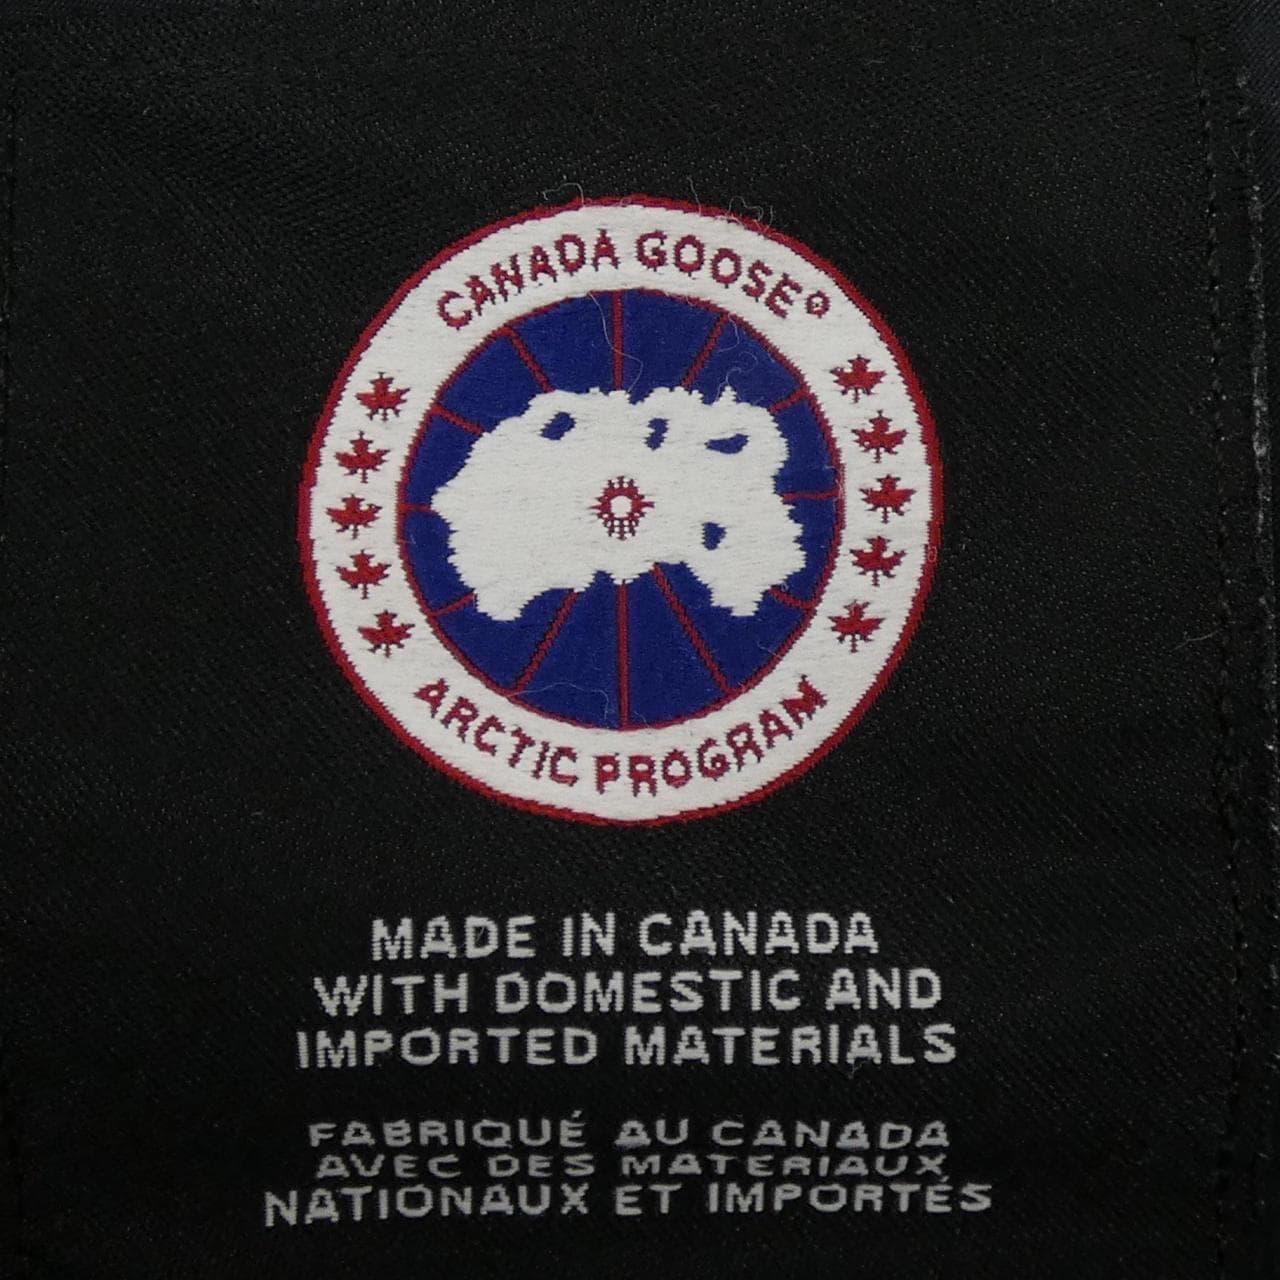 CANADA GOOSE®
ARCTIC PROGRAM
MADE IN CANADA
WITH DOMESTIC AND
IMPORTED MATERIALS
FABRIQUÉ AU CANADA
AVEC DES MATERIAUX
NATIONAUX ET IMPORTÉS